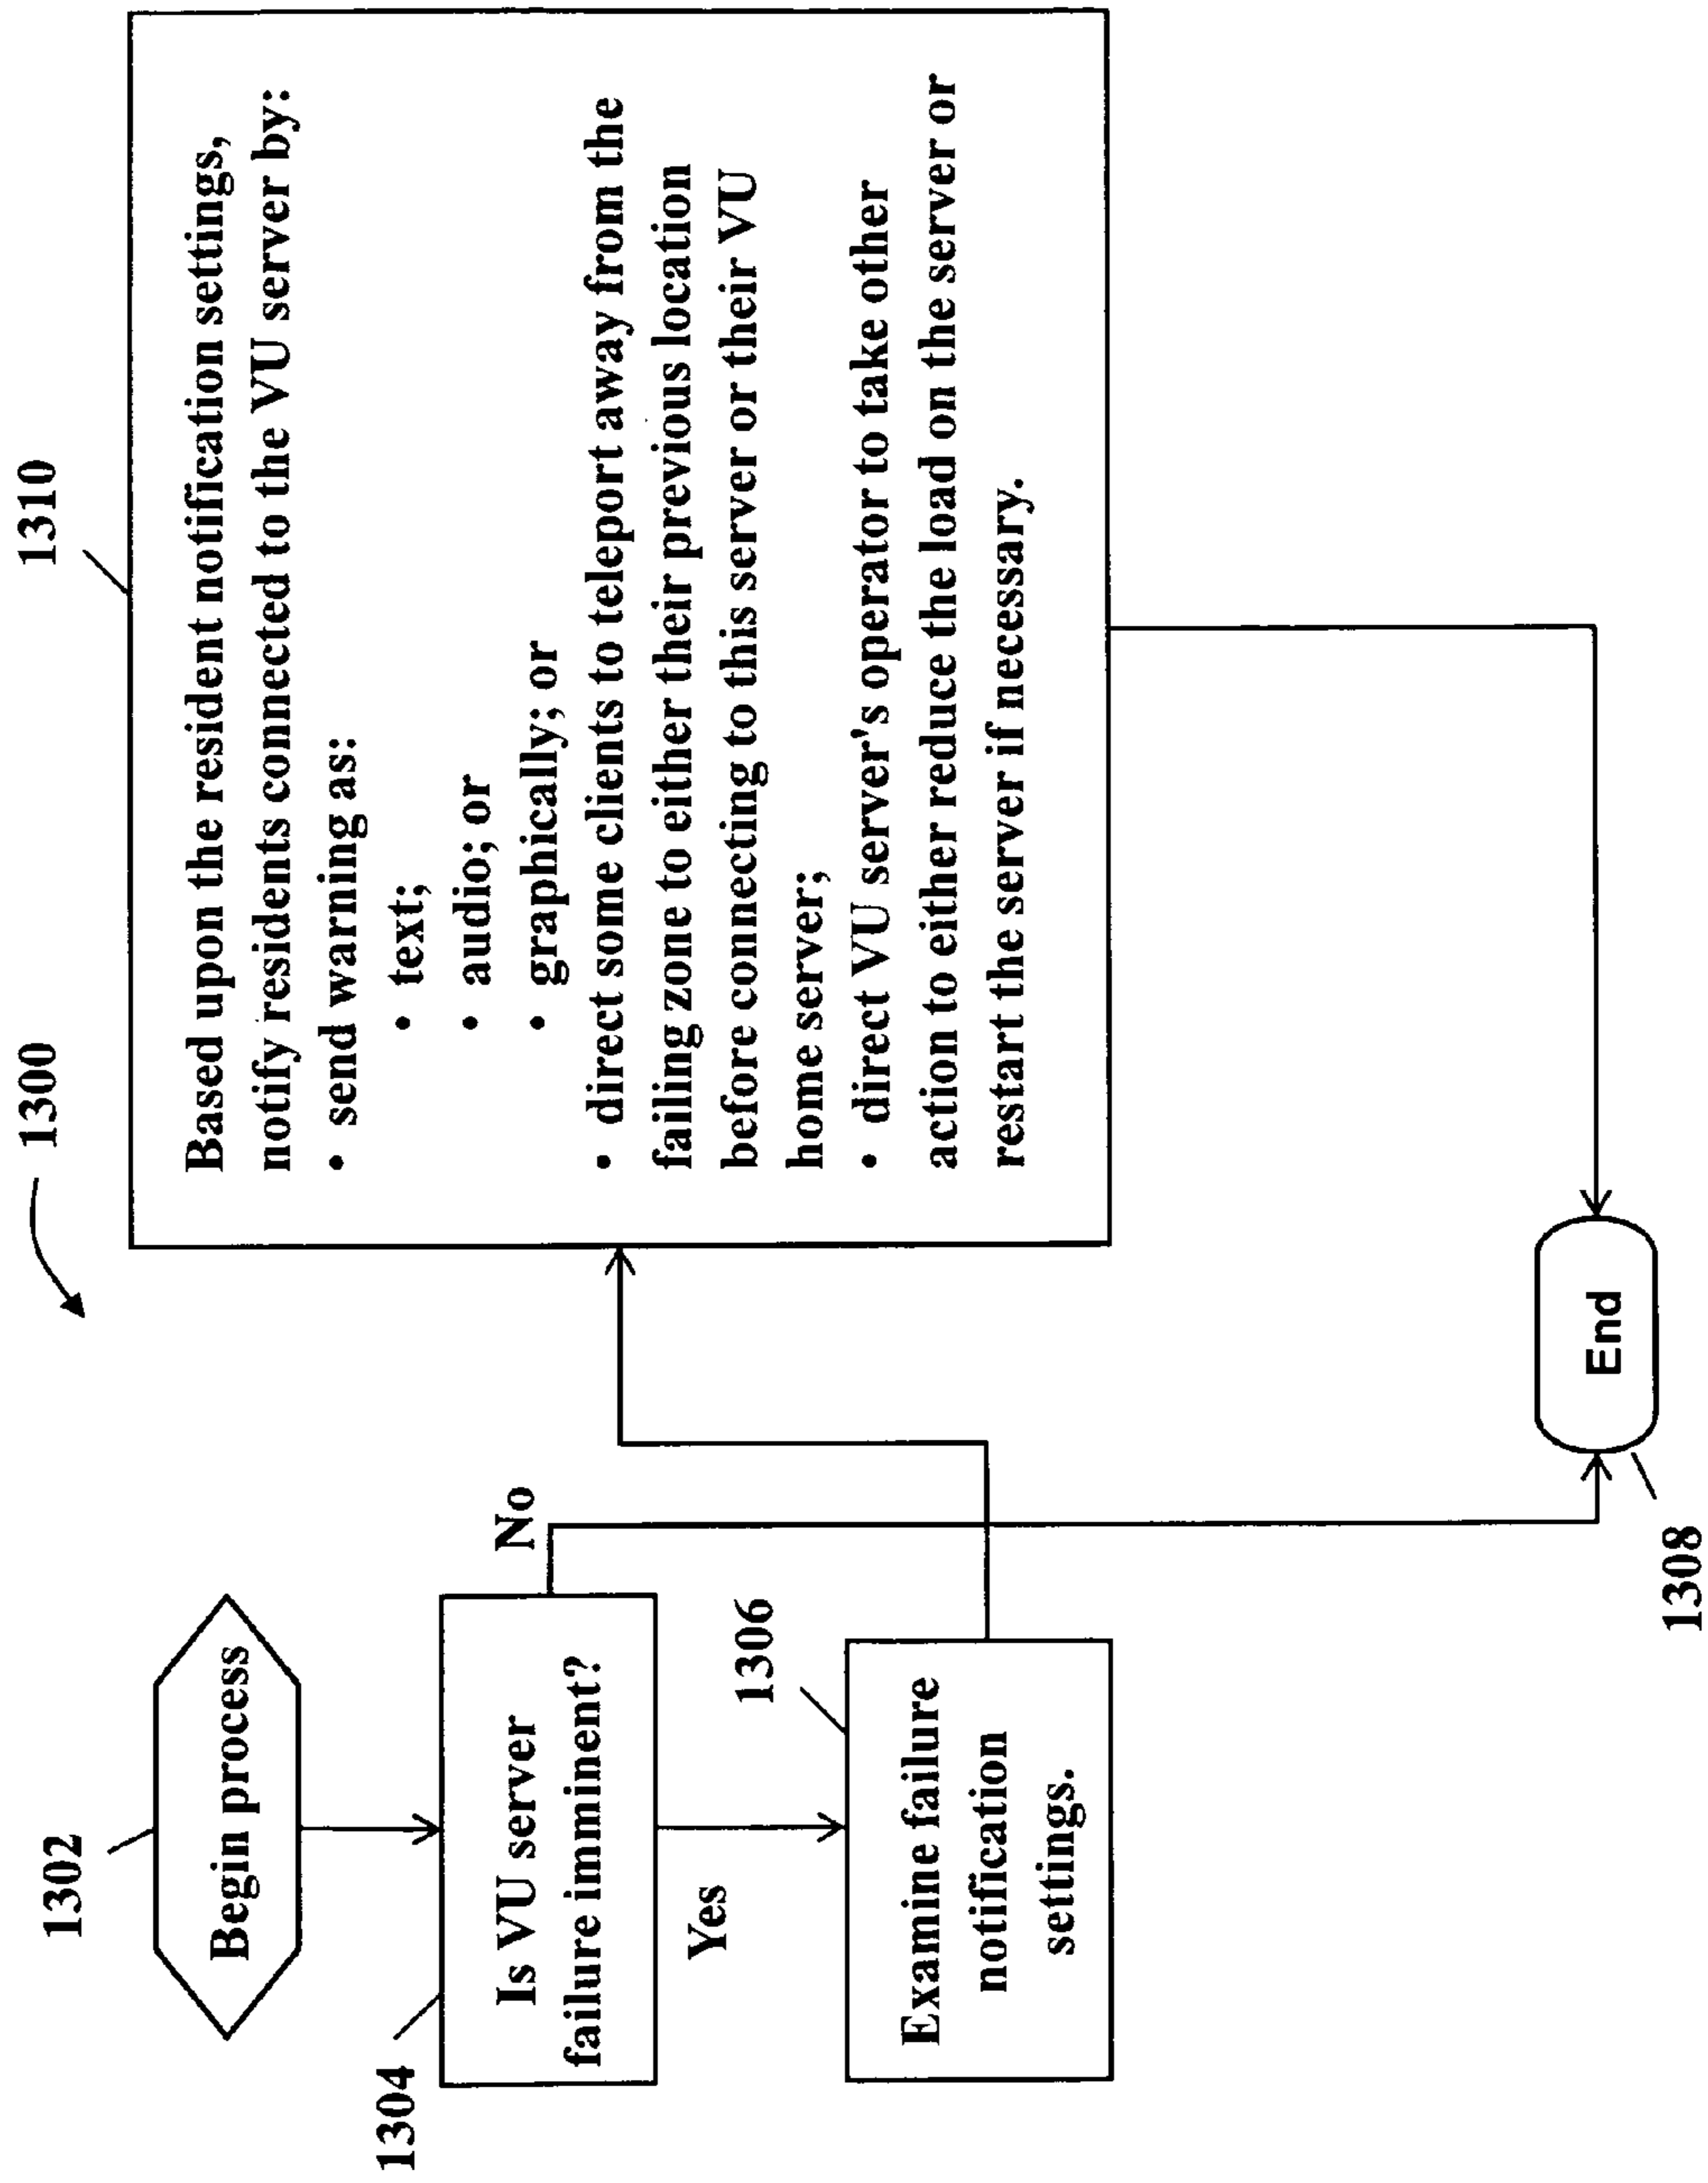 1300
1302
Begin process
1304
Is VU server
failure imminent?
No
Yes
1306
Examine failure
notification
settings.
1310
Based upon the resident notification settings,
notify residents connected to the VU server by:
• send warning as:
• text;
• audio; or
• graphically; or
• direct some clients to teleport away from the
failing zone to either their previous location
before connecting to this server or their VU
home server;
• direct VU server's operator to take other
action to either reduce the load on the server or
restart the server if necessary.
End
1308